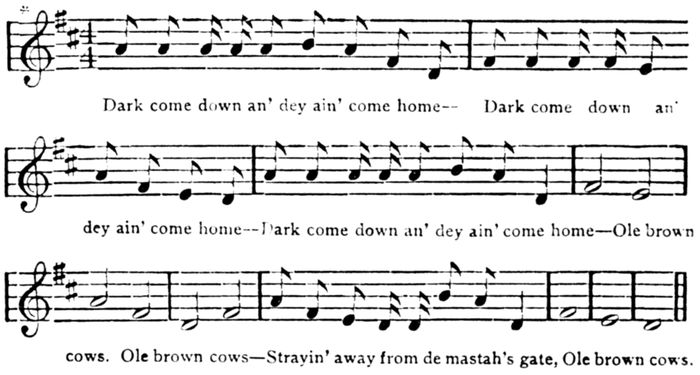 Dark come down an' dey ain' come home-- Dark come down an'
dey ain' come home--Dark come down an' dey ain' come home—Ole brown
cows. Ole brown cows—Strayin' away from de mastah's gate, Ole brown cows.